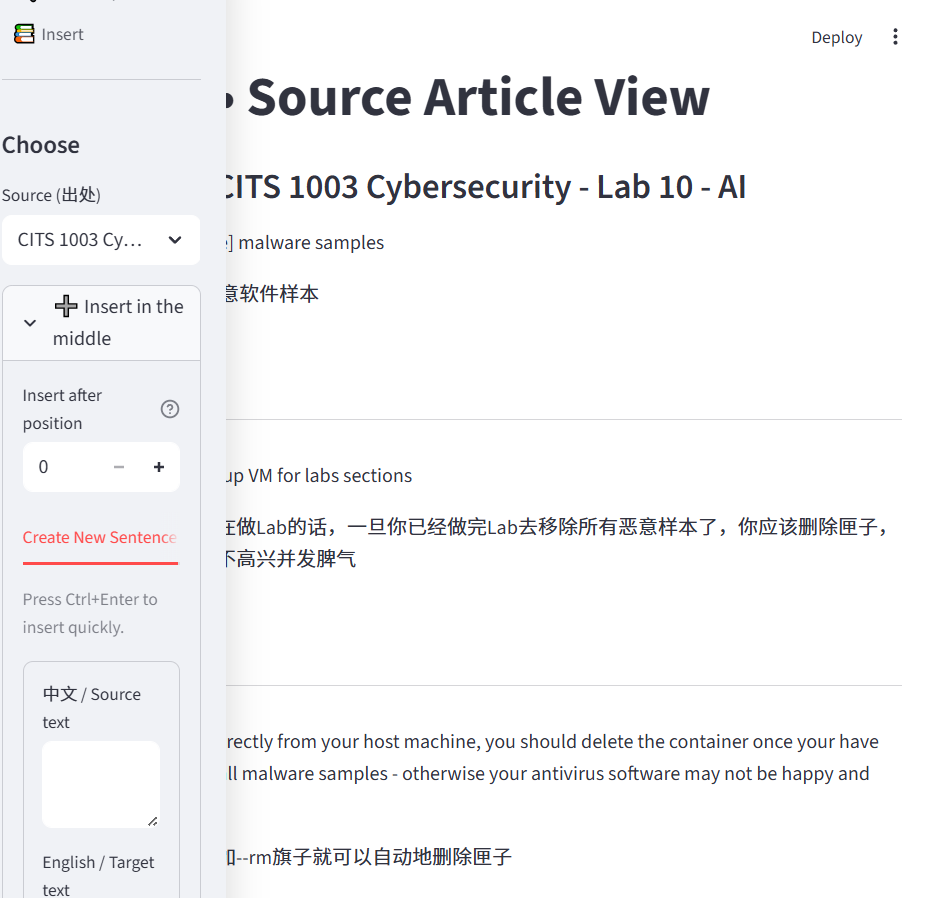 Insert
Deploy
Source Article View
Choose
CITS 1003 Cybersecurity - Lab 10 - AI
Source (出处)
CITS 1003 Cy…
malware samples
意软件样本
Insert in the
middle
Insert after
position
0
up VM for labs sections
在做Lab的话，一旦你已经做完Lab去移除所有恶意样本了，你应该删除匣子，
不高兴并发脾气
Create New Sentence
Press Ctrl+Enter to
insert quickly.
中文 / Source
text
rectly from your host machine, you should delete the container once your have
ll malware samples - otherwise your antivirus software may not be happy and
English / Target
text
--rm旗子就可以自动地删除匣子